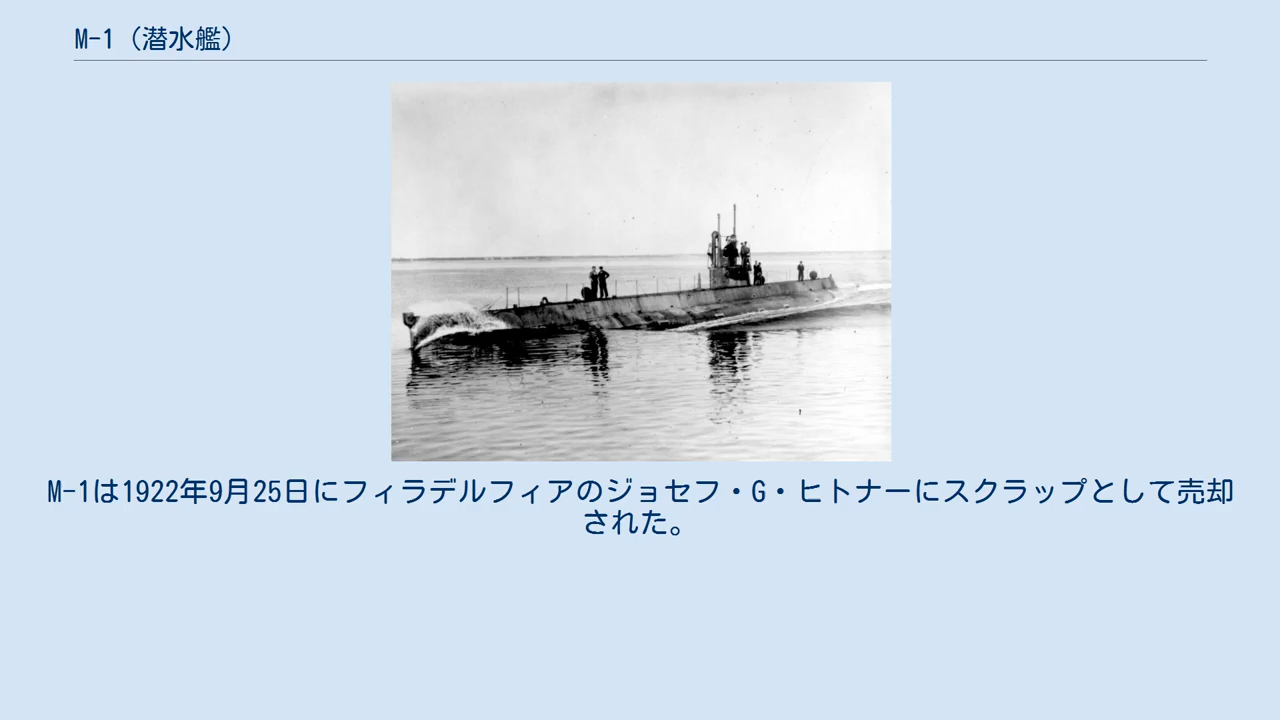 M-1（潜水艦）
M-1は1922年9月25日にフィラデルフィアのジョセフ・G・ヒトナーにスクラップとして売却
された。